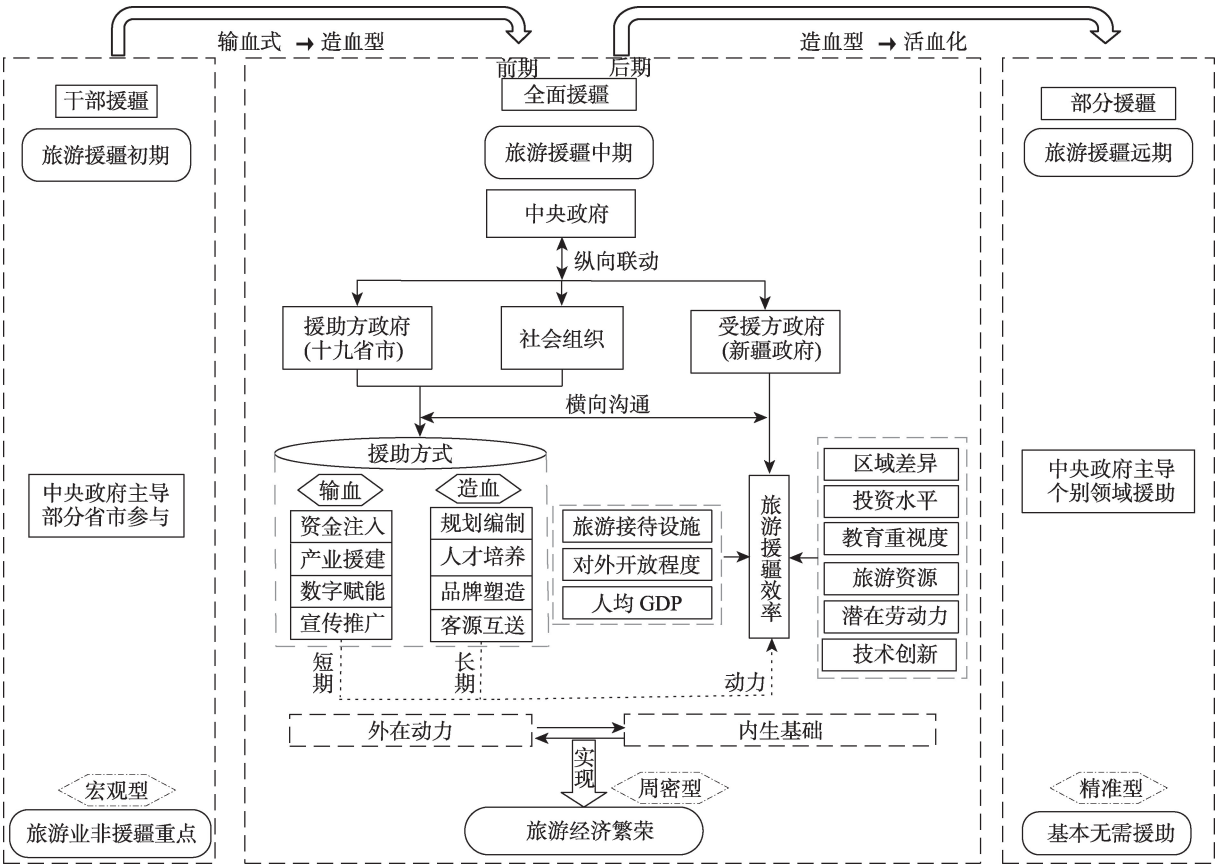 输血式 → 造血型
造血型 → 活血化
干部援疆
旅游援疆初期
中央政府主导
部分省市参与
宏观型
旅游业非援疆重点
前期
后期
全面援疆
旅游援疆中期
中央政府
纵向联动
援助方政府
(十九省市)
社会组织
受援方政府
(新疆政府)
横向沟通
援助方式
输血
资金注入
产业援建
数字赋能
宣传推广
造血
规划编制
人才培养
品牌塑造
客源互送
短期
长期
动力
旅游接待设施
对外开放程度
人均 GDP
旅游援疆效率
区域差异
投资水平
教育重视度
旅游资源
潜在劳动力
技术创新
外在动力
内生基础
实现
周密型
旅游经济繁荣
部分援疆
旅游援疆远期
中央政府主导
个别领域援助
精准型
基本无需援助